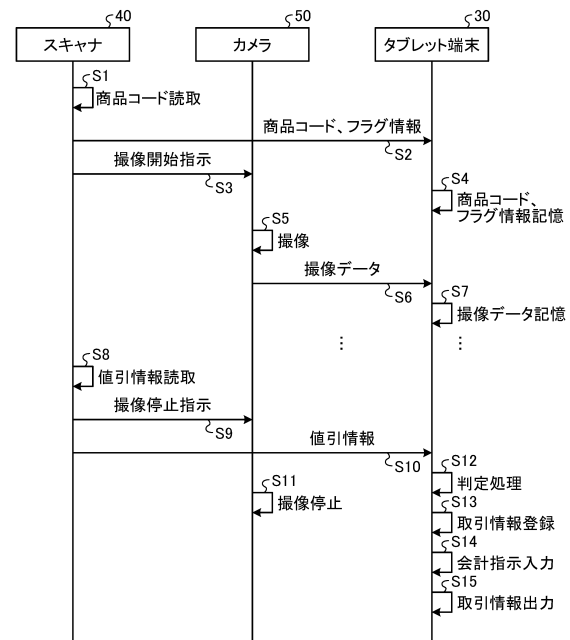 40
50
30
スキャナ
カメラ
タブレット端末
S1
商品コード読取
商品コード、フラグ情報
S2
撮像開始指示
S3
S4
商品コード、
フラグ情報記憶
S5
撮像
撮像データ
S6
S7
撮像データ記憶
⋮
⋮
S8
値引情報読取
撮像停止指示
S9
値引情報
S10
S11
撮像停止
S12
判定処理
S13
取引情報登録
S14
会計指示入力
S15
取引情報出力